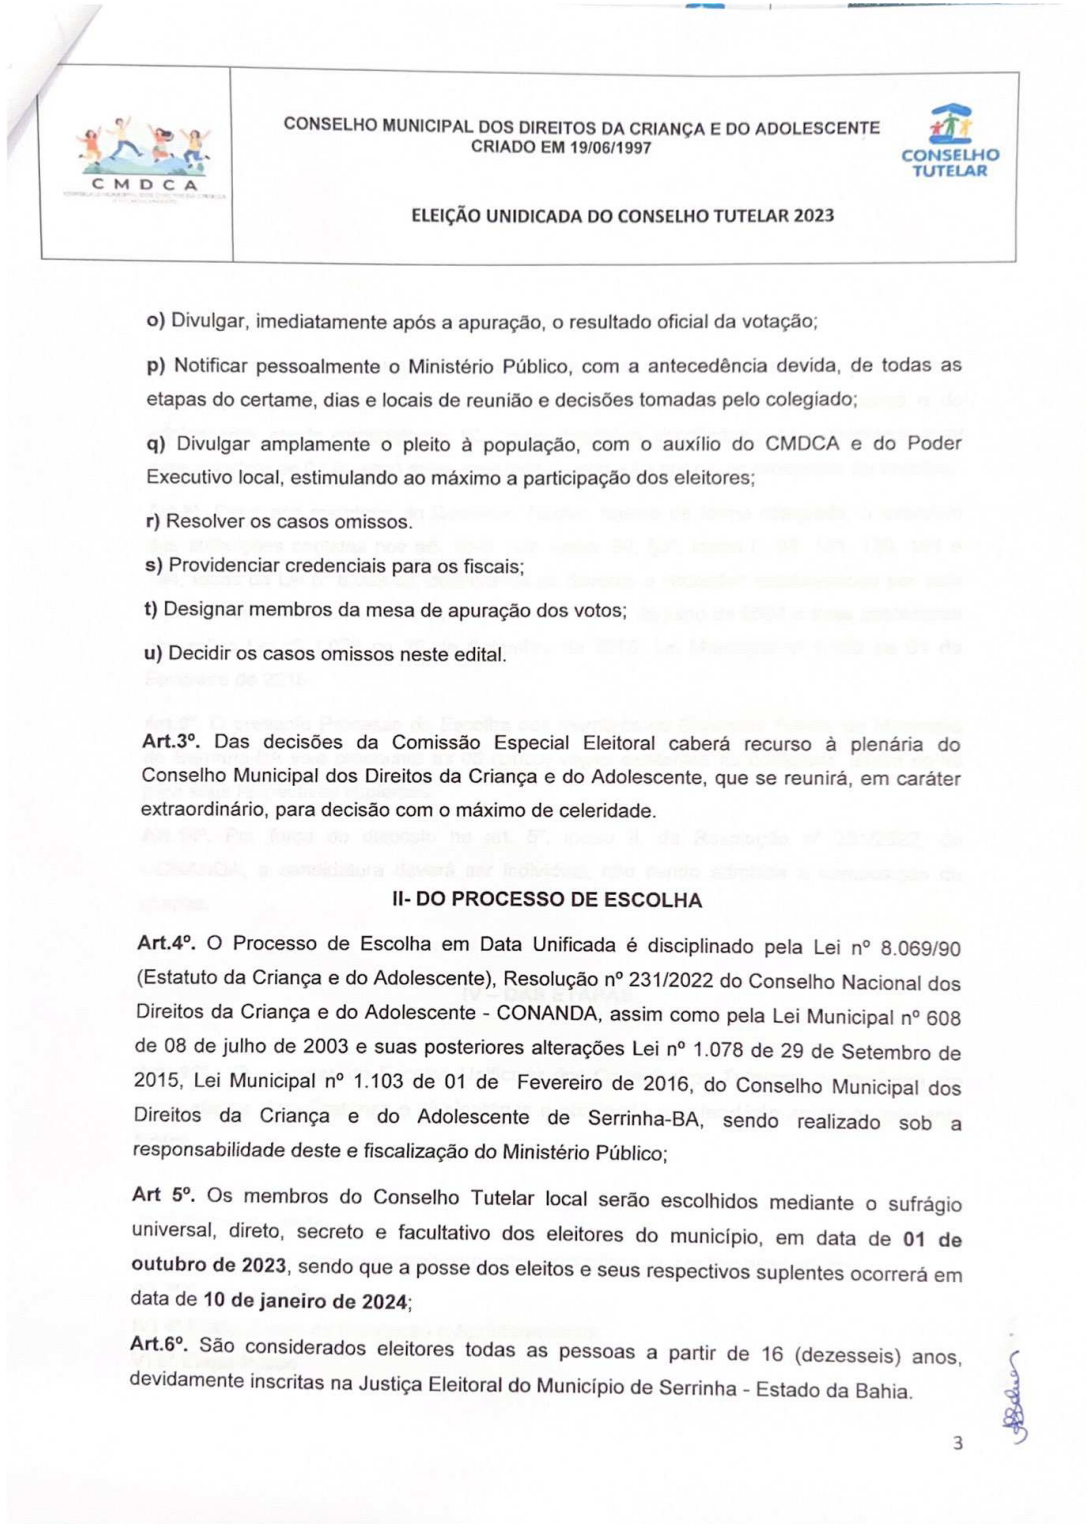 CONSELHO MUNICIPAL DOS DIREITOS DA CRIANÇA E DO ADOLESCENTE
CRIADO EM 19/06/1997
CMDCA
CONSELHO
TUTELAR
ELEIÇÃO UNIDICADA DO CONSELHO TUTELAR 2023
o) Divulgar, imediatamente após a apuração, o resultado oficial da votação;
p) Notificar pessoalmente o Ministério Público, com a antecedência devida, de todas as
etapas do certame, dias e locais de reunião e decisões tomadas pelo colegiado;
q) Divulgar amplamente o pleito à população, com o auxílio do CMDCA e do Poder
Executivo local, estimulando ao máximo a participação dos eleitores;
r) Resolver os casos omissos.
s) Providenciar credenciais para os fiscais;
t) Designar membros da mesa de apuração dos votos;
u) Decidir os casos omissos neste edital.
Art.3º. Das decisões da Comissão Especial Eleitoral caberá recurso à plenária do
Conselho Municipal dos Direitos da Criança e do Adolescente, que se reunirá, em caráter
extraordinário, para decisão com o máximo de celeridade.
II- DO PROCESSO DE ESCOLHA
Art.4º. O Processo de Escolha em Data Unificada é disciplinado pela Lei nº 8.069/90
(Estatuto da Criança e do Adolescente), Resolução nº 231/2022 do Conselho Nacional dos
Direitos da Criança e do Adolescente - CONANDA, assim como pela Lei Municipal nº 608
de 08 de julho de 2003 e suas posteriores alterações Lei nº 1.078 de 29 de Setembro de
2015, Lei Municipal nº 1.103 de 01 de Fevereiro de 2016, do Conselho Municipal dos
Direitos da Criança e do Adolescente de Serrinha-BA, sendo realizado sob a
responsabilidade deste e fiscalização do Ministério Público;
Art 5º. Os membros do Conselho Tutelar local serão escolhidos mediante o sufrágio
universal, direto, secreto e facultativo dos eleitores do município, em data de 01 de
outubro de 2023, sendo que a posse dos eleitos e seus respectivos suplentes ocorrerá em
data de 10 de janeiro de 2024;
Art.6º. São considerados eleitores todas as pessoas a partir de 16 (dezesseis) anos,
devidamente inscritas na Justiça Eleitoral do Município de Serrinha - Estado da Bahia.
3